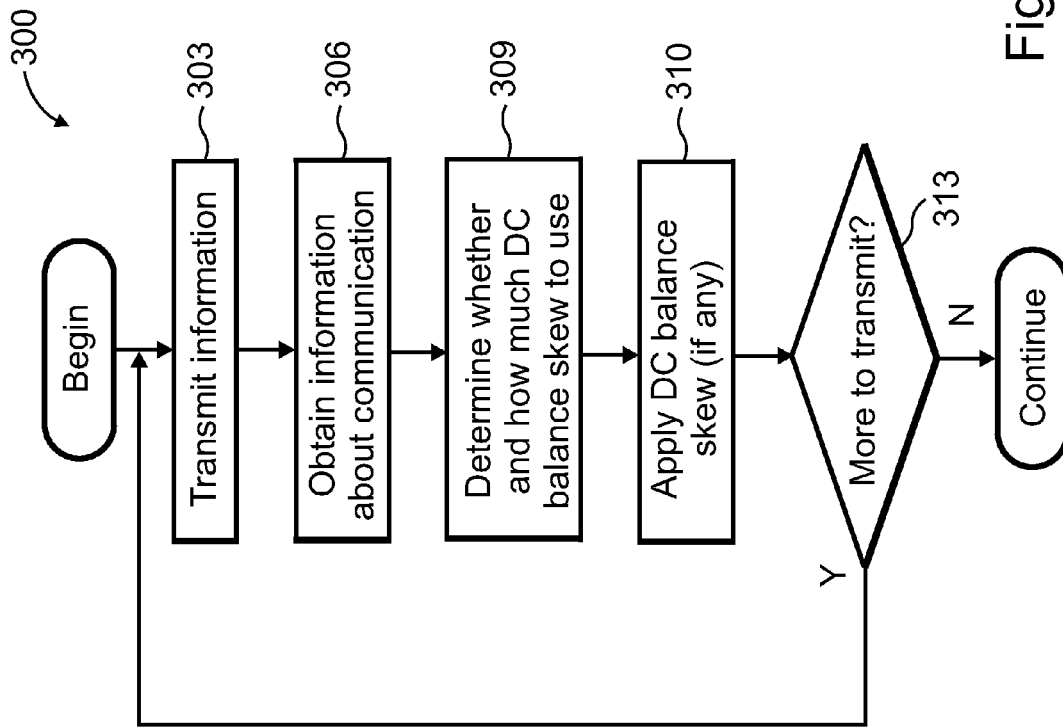 300
Begin
Transmit information
303
Obtain information
about communication
306
Determine whether
and how much DC
balance skew to use
309
Apply DC balance
skew (if any)
310
More to transmit?
313
Y
N
Continue
Fig